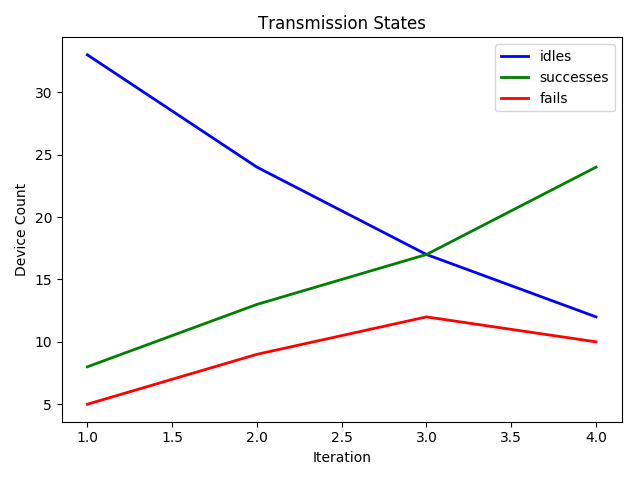 Transmission States
idles
successes
fails
Device Count
30
25
20
15
10
5
1.0 1.5 2.0 2.5 3.0 3.5 4.0
Iteration